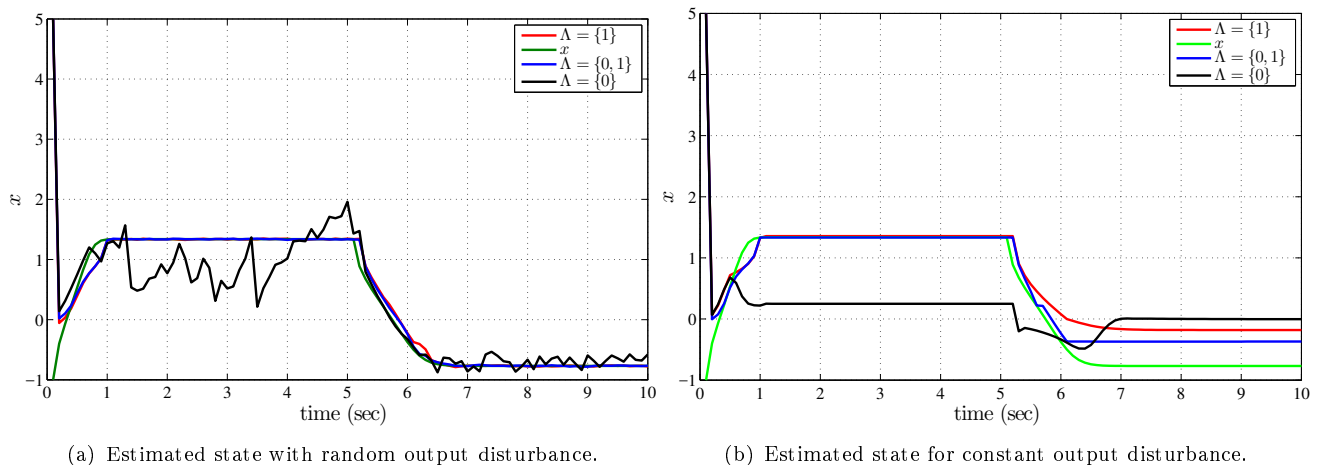 5
4
3
2
1
0
−1
x
0 1 2 3 4 5 6 7 8 9 10
time (sec)
Λ = {1}
x
Λ = {0, 1}
Λ = {0}
(a) Estimated state with random output disturbance.
5
4
3
2
1
0
−1
x
0 1 2 3 4 5 6 7 8 9 10
time (sec)
Λ = {1}
x
Λ = {0, 1}
Λ = {0}
(b) Estimated state for constant output disturbance.